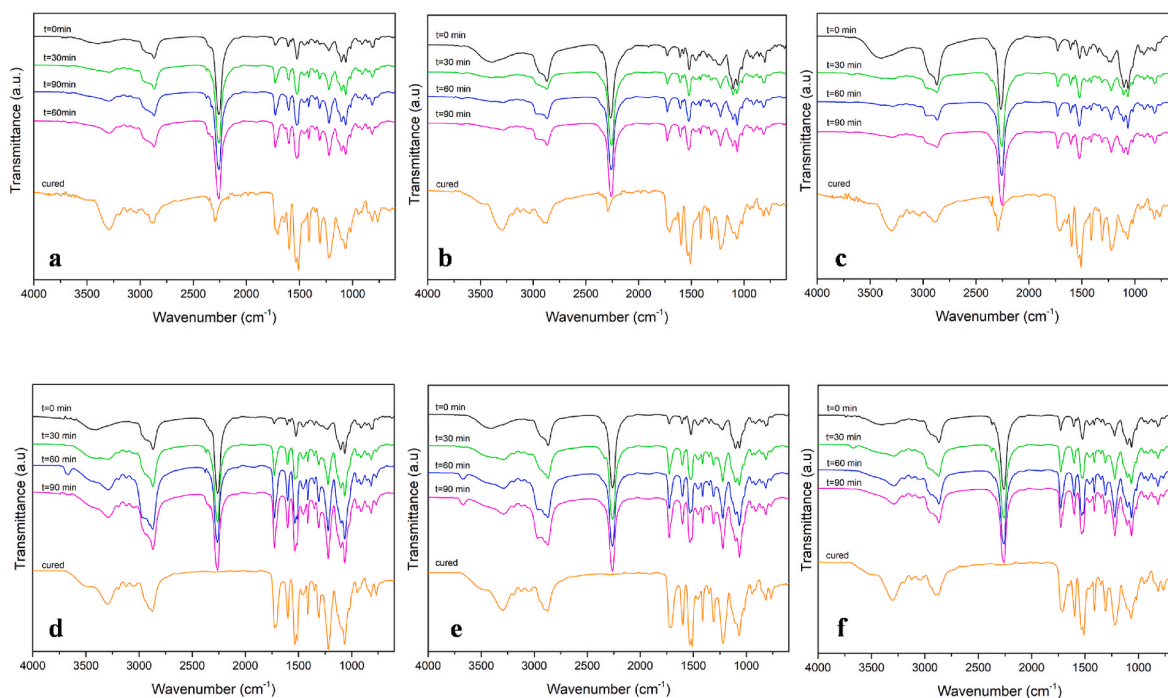 Transmittance (a.u.)
t=0min
t=30min
t=90min
t=60min
cured
a
4000 3500 3000 2500 2000 1500 1000
Wavenumber (cm-1)
Transmittance (a.u)
t=0 min
t=30 min
t=60 min
t=90 min
cured
b
4000 3500 3000 2500 2000 1500 1000
Wavenumber (cm-1)
Transmittance (a.u)
t=0 min
t=30 min
t=60 min
t=90 min
cured
c
4000 3500 3000 2500 2000 1500 1000
Wavenumber (cm-1)
Transmittance (a.u)
t=0 min
t=30 min
t=60 min
t=90 min
cured
d
4000 3500 3000 2500 2000 1500 1000
Wavenumber (cm-1)
Transmittance (a.u)
t=0 min
t=30 min
t=60 min
t=90 min
cured
e
4000 3500 3000 2500 2000 1500 1000
Wavenumber (cm-1)
Transmittance (a.u)
t=0 min
t=30 min
t=60 min
t=90 min
cured
f
4000 3500 3000 2500 2000 1500 1000
Wavenumber (cm-1)